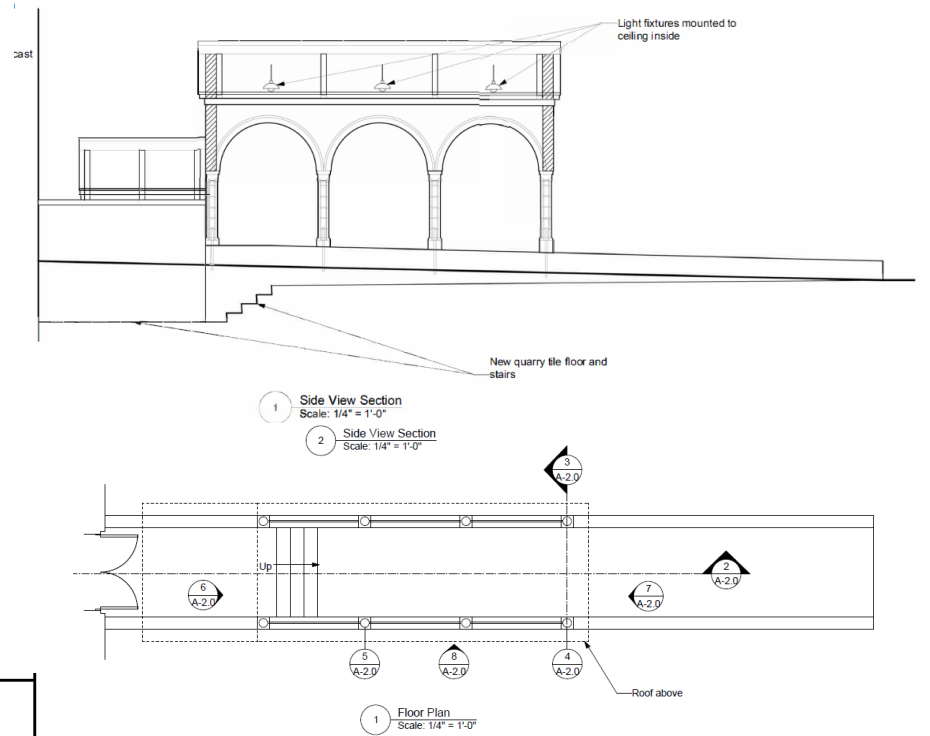 Light fixtures mounted to
ceiling inside
cast
New quarry tile floor and
stairs
1
Side View Section
Scale: 1/4" = 1'-0"
2
Side View Section
Scale: 1/4" = 1'-0"
3
A-2.0
Up
2
A-2.0
6
A-2.0
7
A-2.0
5
A-2.0
8
A-2.0
4
A-2.0
Roof above
1
Floor Plan
Scale: 1/4" = 1'-0"